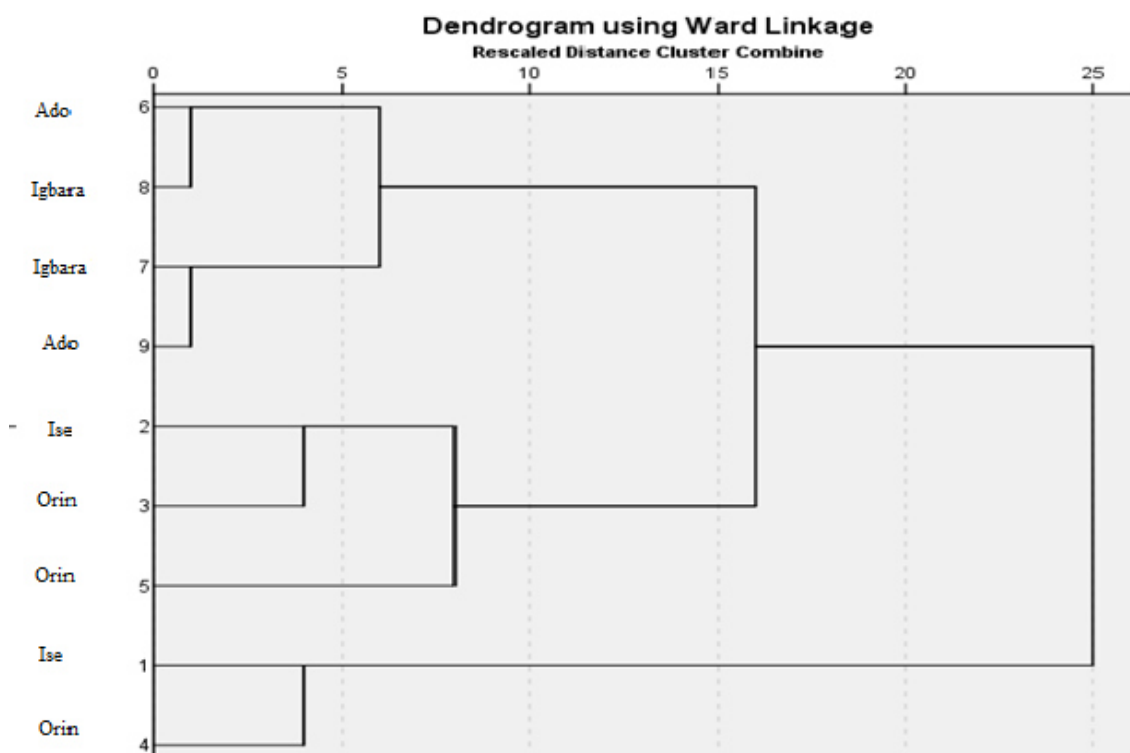 Dendrogram using Ward Linkage
Rescaled Distance Cluster Combine
0 5 10 15 20 25
Ado 6
Igbara 8
Igbara 7
Ado 9
Ise 2
Orin 3
Orin 5
Ise 1
Orin 4